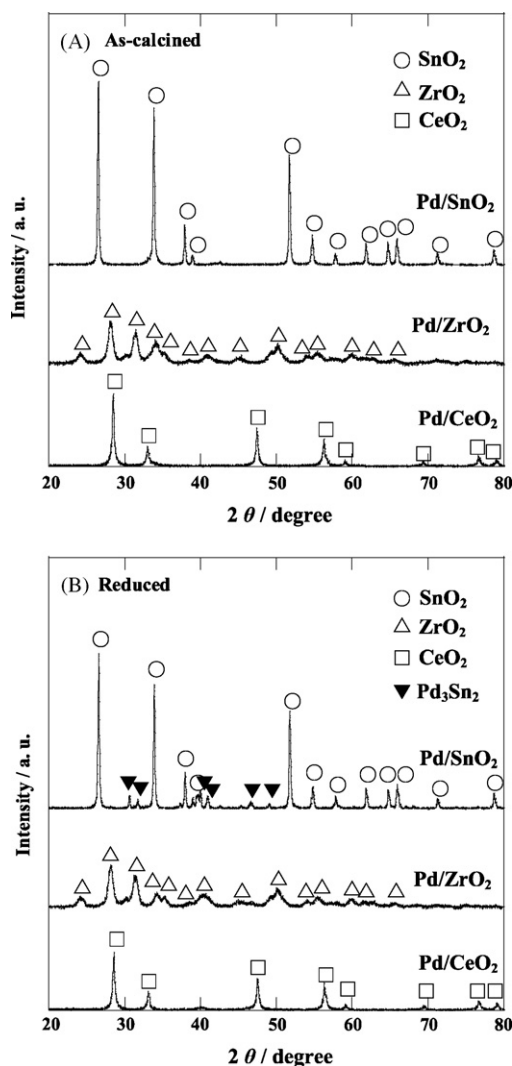 (A) As-calcined
SnO₂
ZrO₂
CeO₂
Pd/SnO₂
Pd/ZrO₂
Pd/CeO₂
Intensity / a. u.
20 30 40 50 60 70 80
2 θ / degree
(B) Reduced
SnO₂
ZrO₂
CeO₂
Pd₃Sn₂
Pd/SnO₂
Pd/ZrO₂
Pd/CeO₂
Intensity / a. u.
20 30 40 50 60 70 80
2 θ / degree